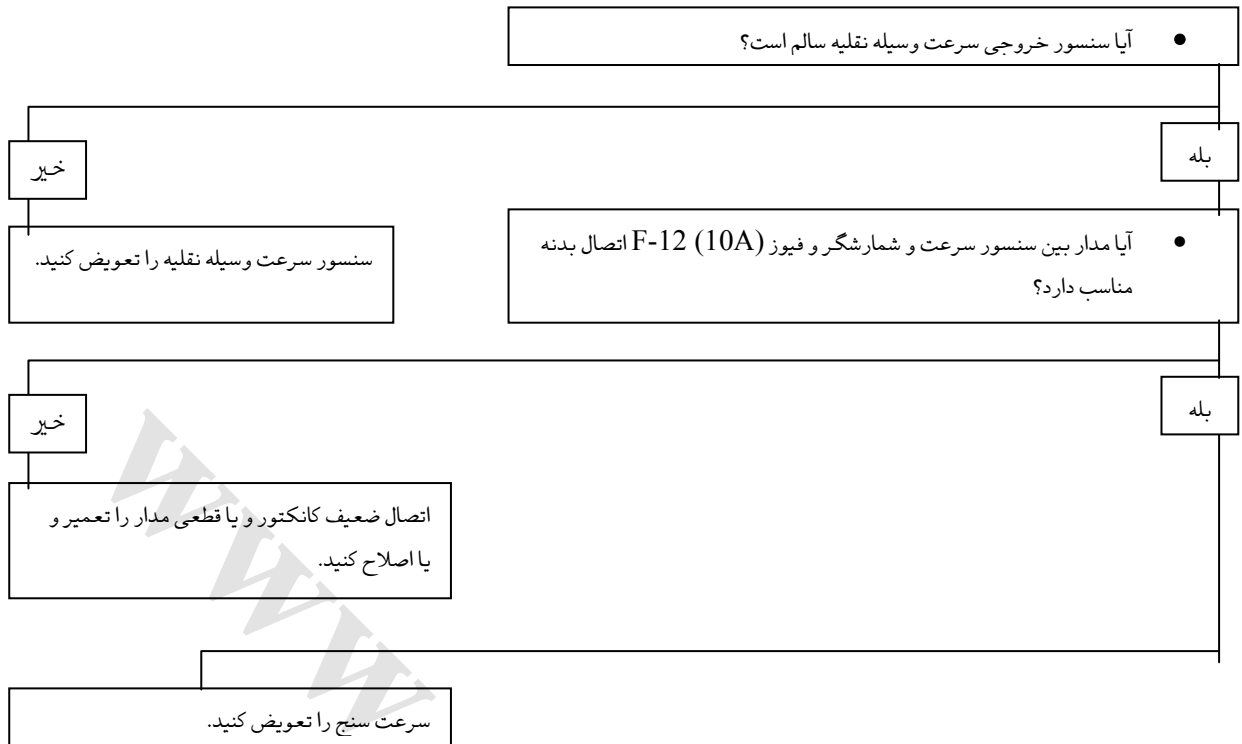 ● آیا سنسور خروجی سرعت وسیله نقلیه سالم است؟
بله
خیر
● آیا مدار بین سنسور سرعت و شمارشگر و فیوز F-12 (10A) اتصال بدنه
مناسب دارد؟
سنسور سرعت وسیله نقلیه را تعویض کنید.
بله
خیر
اتصال ضعیف کانکتور و یا قطعی مدار را تعمیر و
یا اصلاح کنید.
سرعت سنج را تعویض کنید.
www